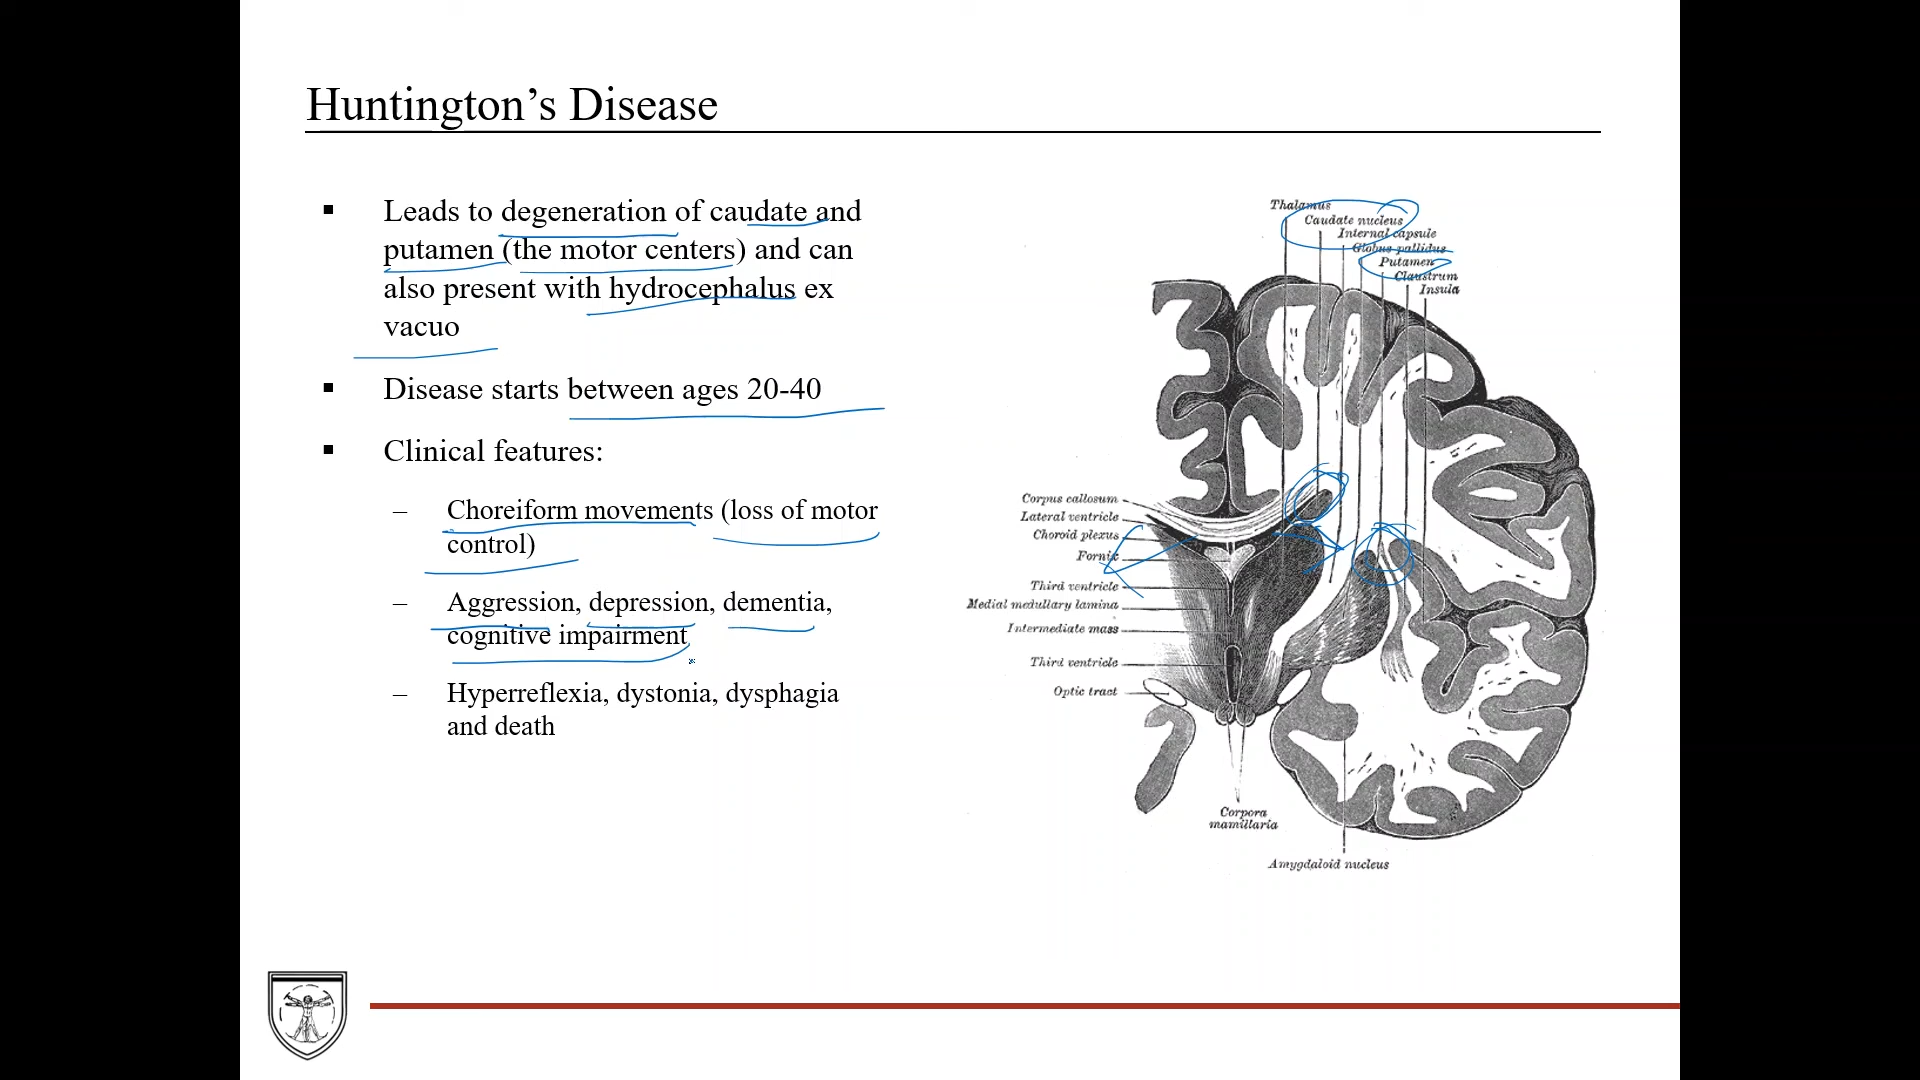 Huntington’s Disease
▪ Leads to degeneration of caudate and
putamen (the motor centers) and can
also present with hydrocephalus ex
vacuo
▪ Disease starts between ages 20-40
▪ Clinical features:
– Choreiform movements (loss of motor
control)
– Aggression, depression, dementia,
cognitive impairment
– Hyperreflexia, dystonia, dysphagia
and death
Thalamus
Caudate nucleus
Internal capsule
Globus pallidus
Putamen
Claustrum
Insula
Corpus callosum
Lateral ventricle
Choroid plexus
Fornix
Third ventricle
Medial medullary lamina
Intermediate mass
Third ventricle
Optic tract
Corpora
mamillaria
Amygdaloid nucleus